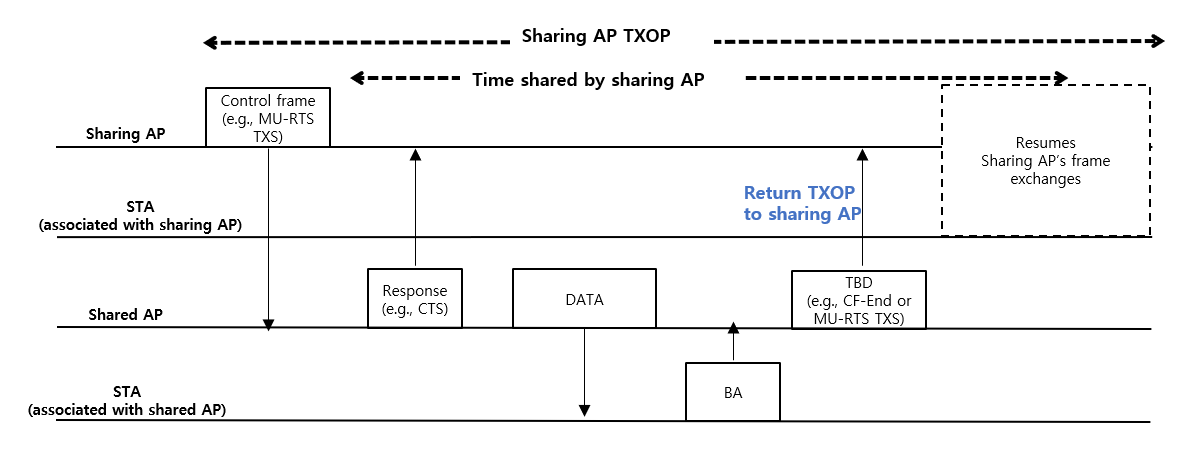 Sharing AP TXOP
Time shared by sharing AP
Control frame
(e.g., MU-RTS
TXS)
Sharing AP
Resumes
Sharing AP's frame
exchanges
Return TXOP
to sharing AP
STA
(associated with sharing AP)
Response
(e.g., CTS)
DATA
TBD
(e.g., CF-End or
MU-RTS TXS)
Shared AP
BA
STA
(associated with shared AP)